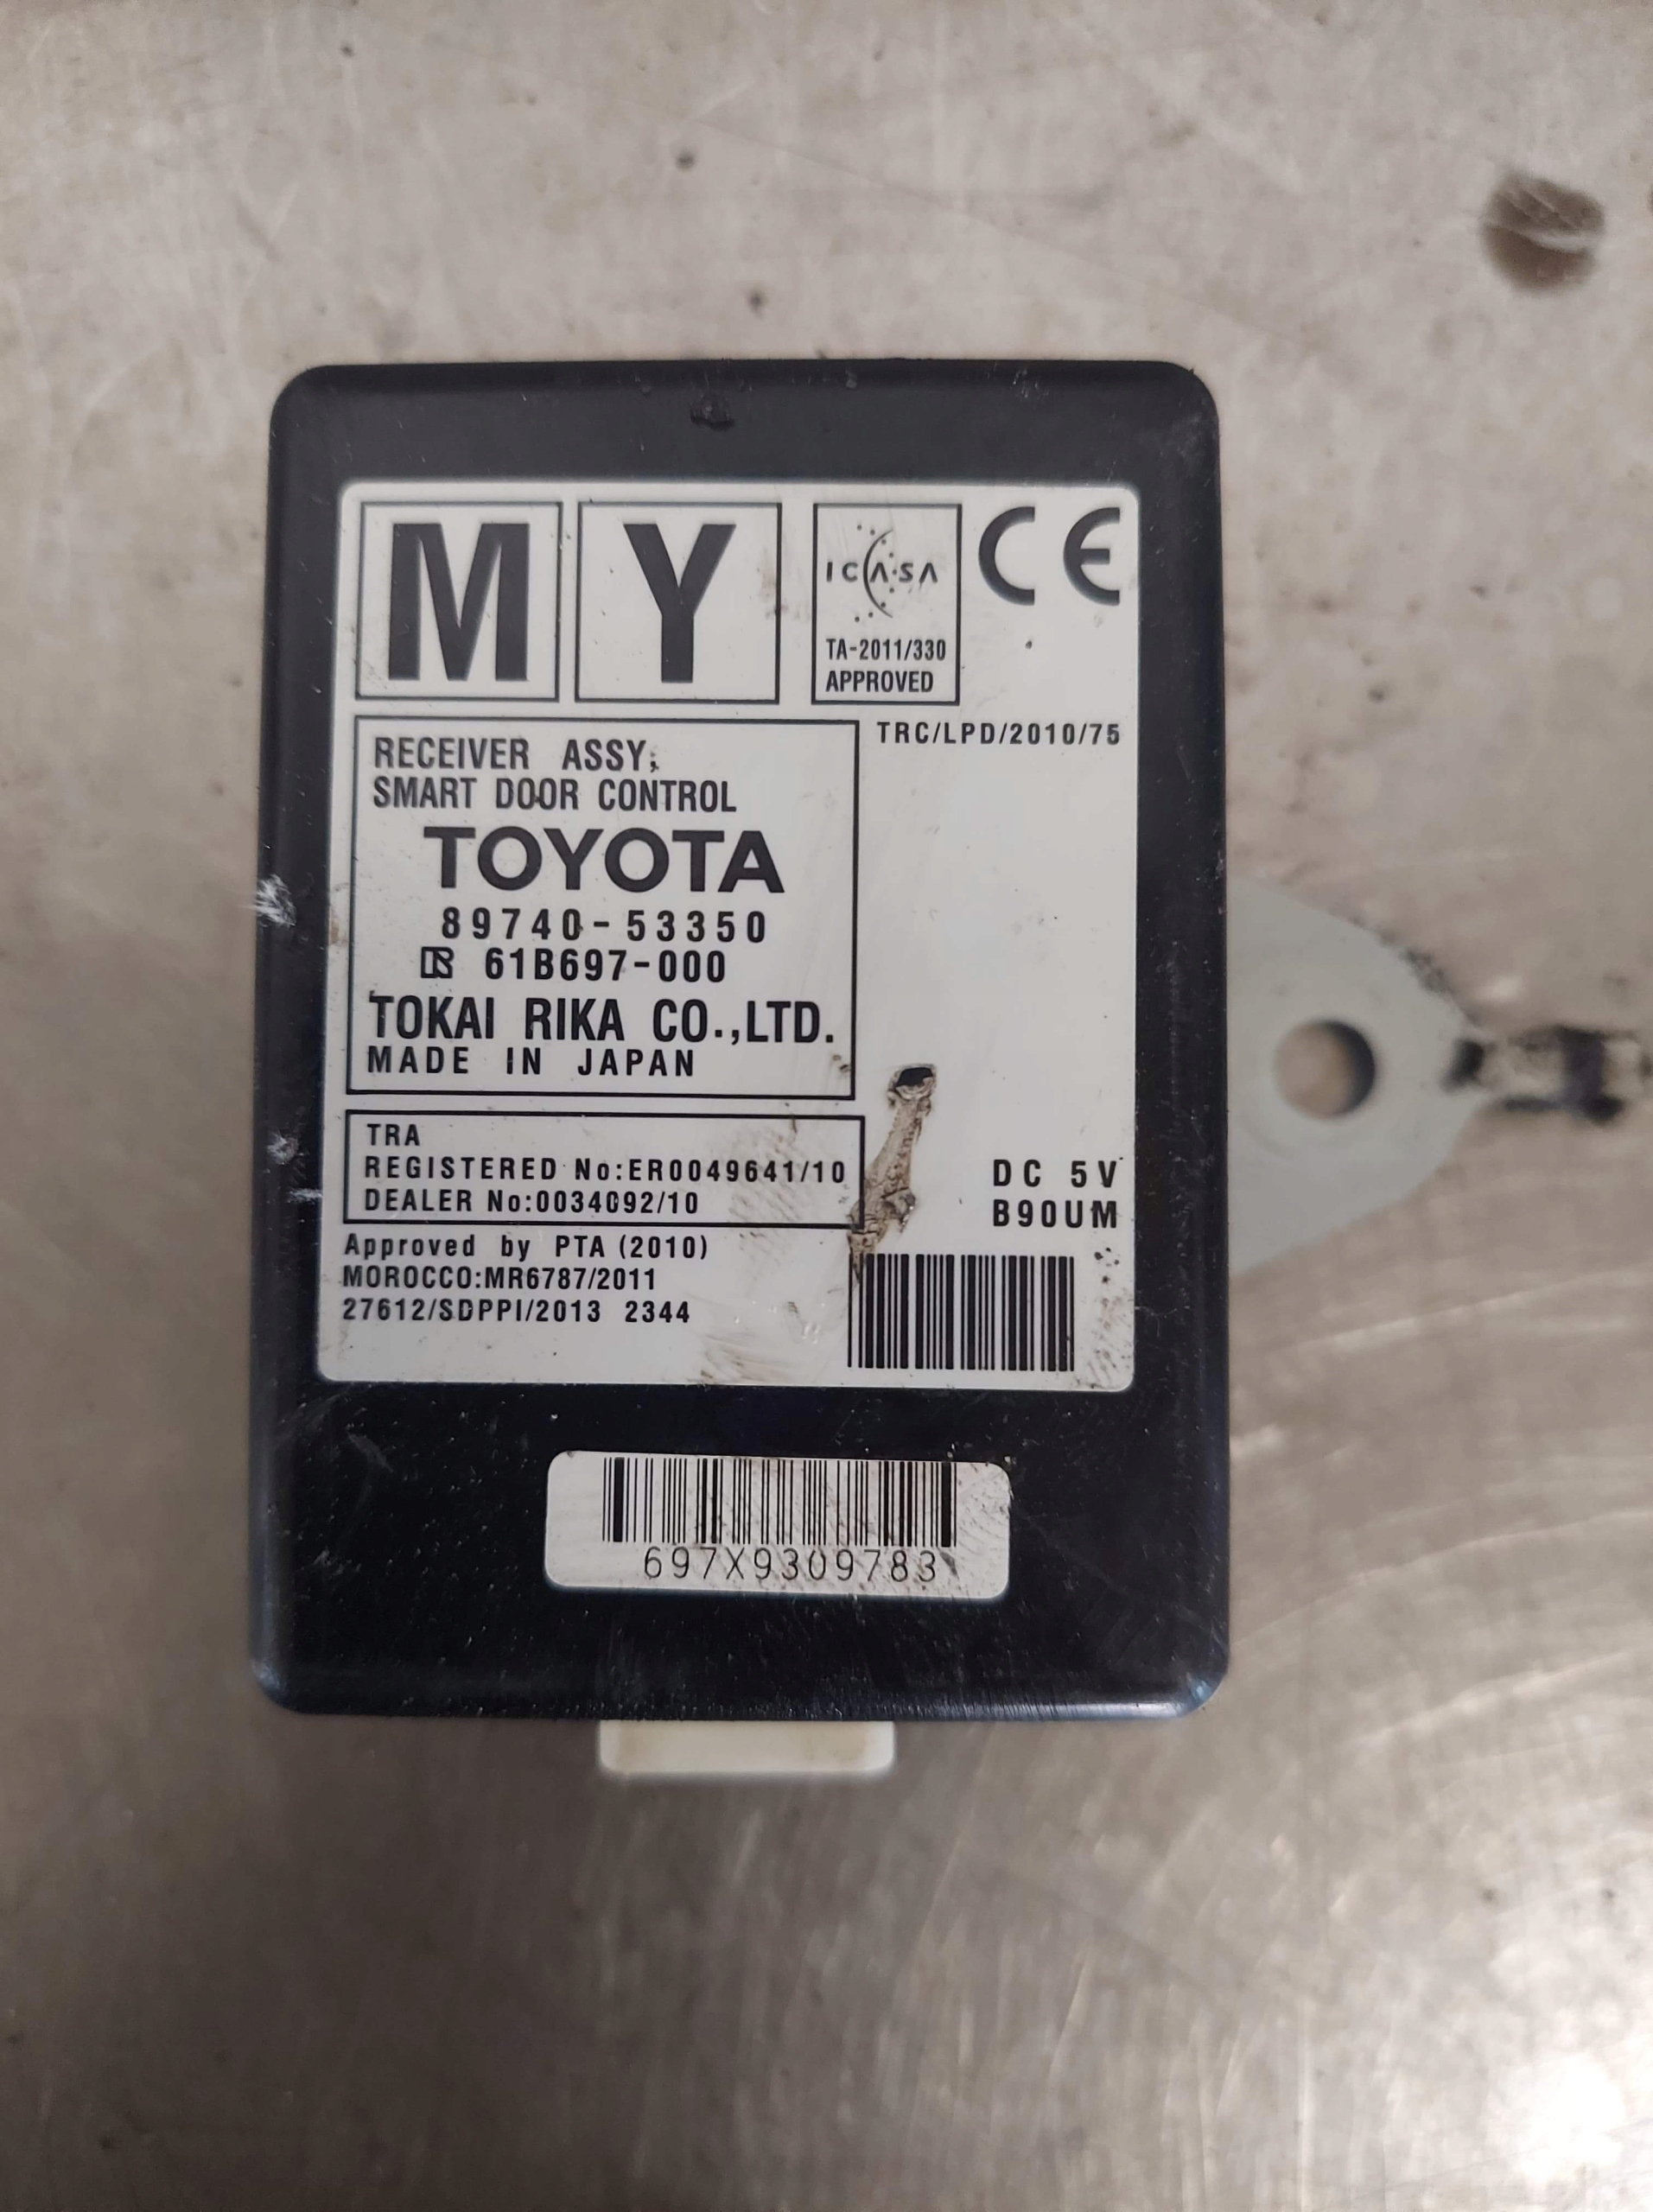 M Y
ICASA
TA-2011/330
APPROVED
CE
TRC/LPD/2010/75
RECEIVER ASSY,
SMART DOOR CONTROL
TOYOTA
89740-53350
61B697-000
TOKAI RIKA CO.,LTD.
MADE IN JAPAN
TRA
REGISTERED No:ER0049641/10
DEALER No:0034092/10
DC 5V
B90UM
Approved by PTA (2010)
MOROCCO:MR6787/2011
27612/SDPPI/2013 2344
697X9309783